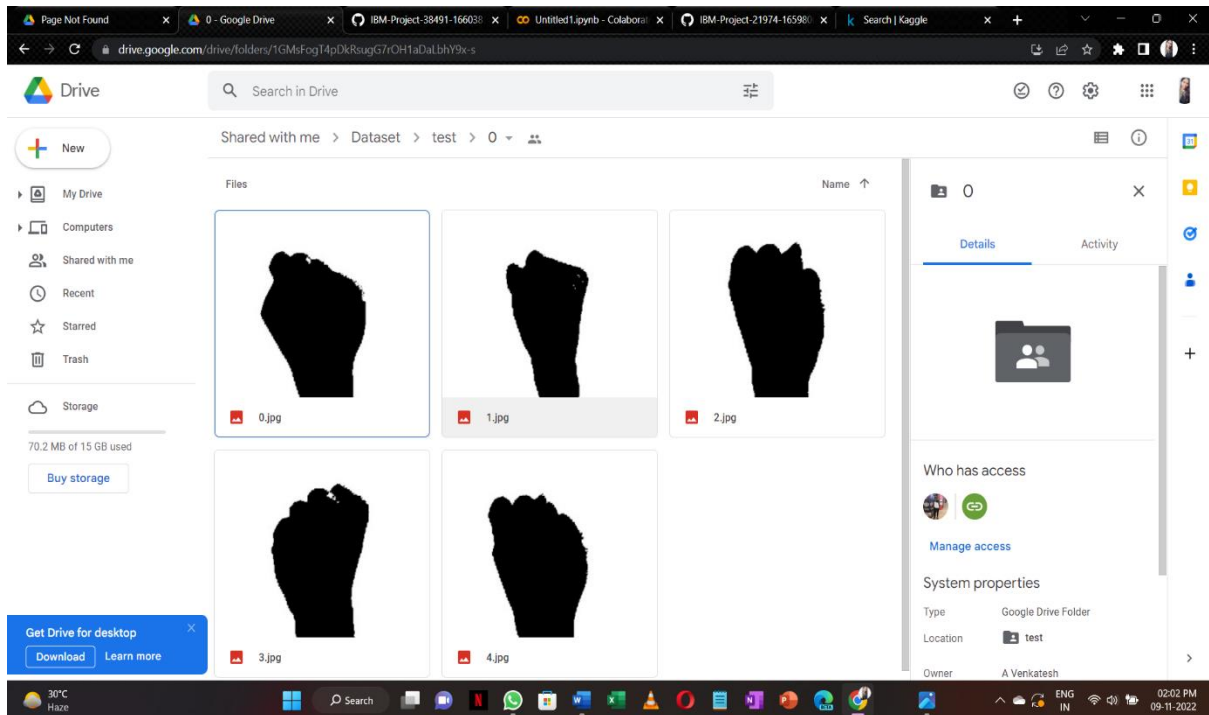 Page Not Found
0 - Google Drive
IBM-Project-38491-166038
Untitled1.ipynb - Colaborat
IBM-Project-21974-165980
Search | Kaggle
drive.google.com/drive/folders/1GMsFogT4pDkRsugG7rOH1aDaLbhY9x-s
Drive
Search in Drive
New
Shared with me > Dataset > test > 0
My Drive
Computers
Shared with me
Recent
Starred
Trash
Storage
70.2 MB of 15 GB used
Buy storage
Get Drive for desktop
Download Learn more
Files Name
0.jpg
1.jpg
2.jpg
3.jpg
4.jpg
0
Details Activity
Who has access
Manage access
System properties
Type Google Drive Folder
Location test
Owner A Venkatesh
30°C
Haze
Search
ENG
IN
02:02 PM
09-11-2022